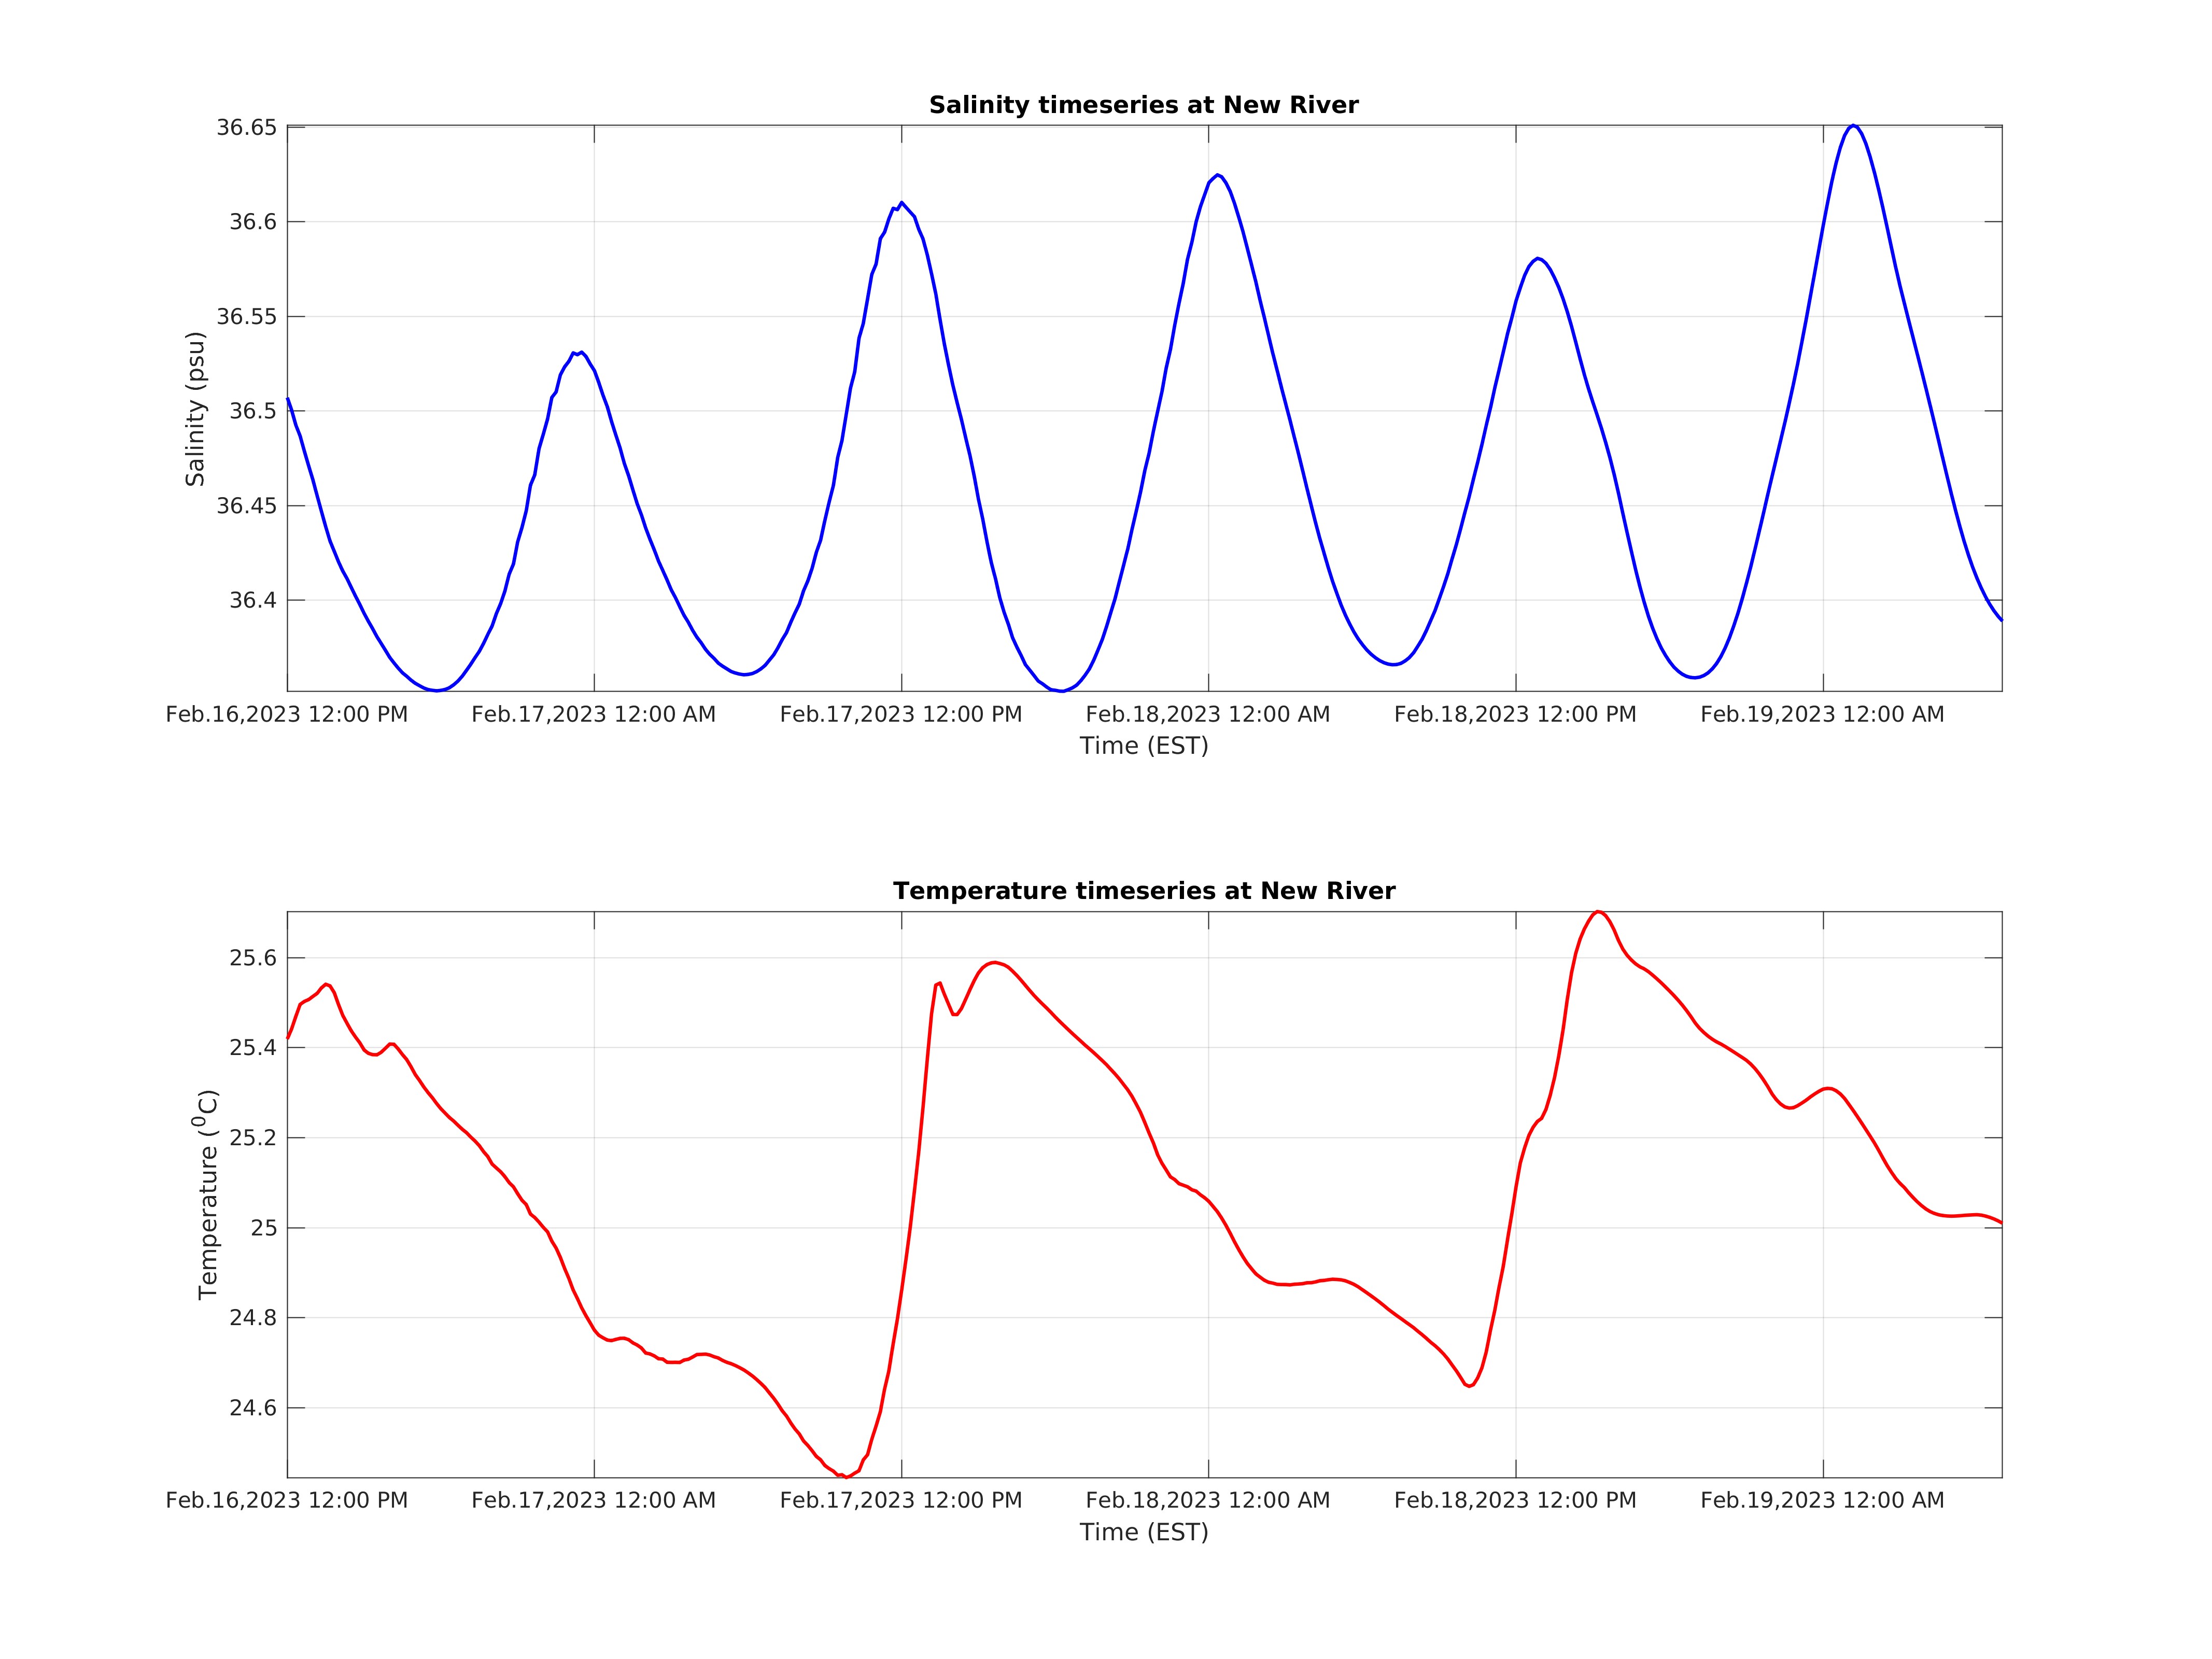 Salinity timeseries at New River
36.65
36.6
36.55
36.5
36.45
36.4
Salinity (psu)
Feb.16,2023 12:00 PM Feb.17,2023 12:00 AM Feb.17,2023 12:00 PM Feb.18,2023 12:00 AM Feb.18,2023 12:00 PM Feb.19,2023 12:00 AM
Time (EST)
Temperature timeseries at New River
25.6
25.4
25.2
25
24.8
24.6
Temperature (⁰C)
Feb.16,2023 12:00 PM Feb.17,2023 12:00 AM Feb.17,2023 12:00 PM Feb.18,2023 12:00 AM Feb.18,2023 12:00 PM Feb.19,2023 12:00 AM
Time (EST)